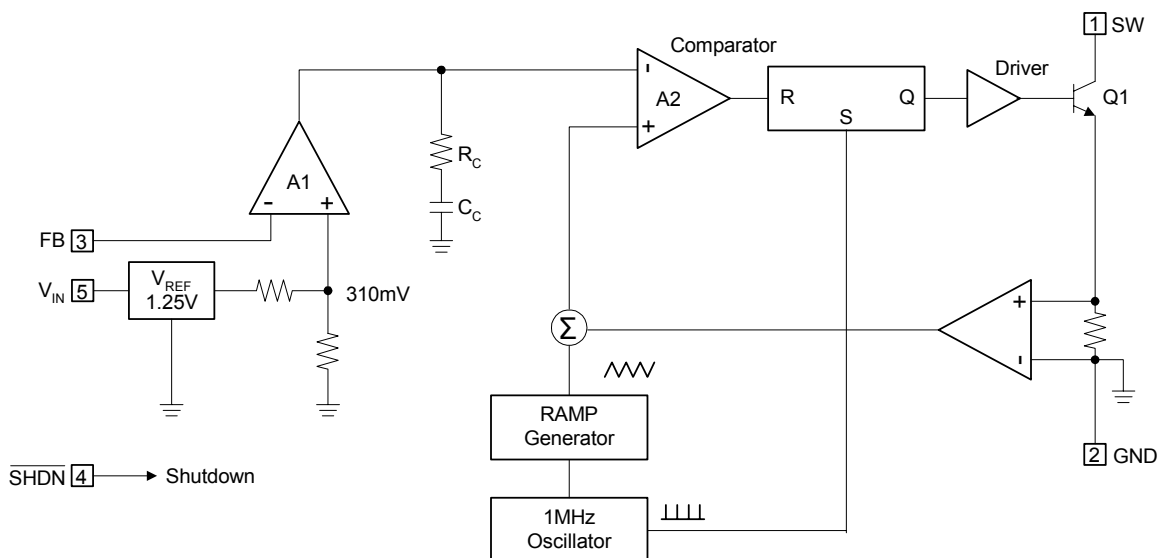 1 SW
Comparator
Driver
-
A2
+
R Q
S
Q1
R_C
C_C
A1
- +
FB 3
V_IN 5
V_REF
1.25V
310mV
Σ
+
-
RAMP
Generator
2 GND
S̅H̅D̅N̅ 4 Shutdown
1MHz
Oscillator